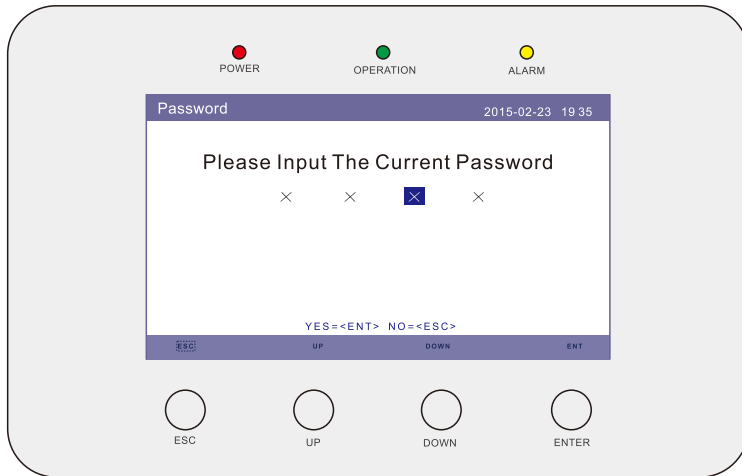 POWER OPERATION ALARM
Password 2015-02-23 19 35
Please Input The Current Password
× × × ×
YES=<ENT> NO=<ESC>
ESC UP DOWN ENT
ESC UP DOWN ENTER